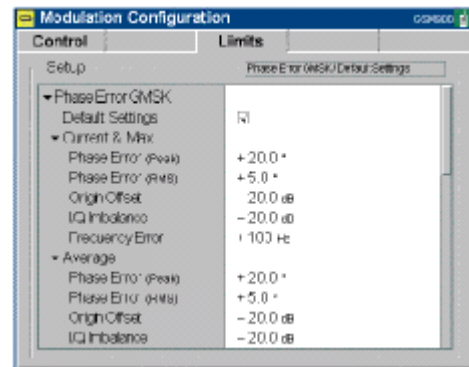 Modulation Configuration GSM900
Control Limits
Setup Phase Error GMSK/Default Settings
Phase Error GMSK
Default Settings
Current & Max.
Phase Error (Peak) +20.0 °
Phase Error (RMS) +5.0 °
Origin Offset 20.0 dB
I/Q Imbalance −20.0 dB
Frequency Error
Average
Phase Error (Peak) +20.0 °
Phase Error (RMS) +5.0 °
Origin Offset −20.0 dB
I/Q Imbalance −20.0 dB